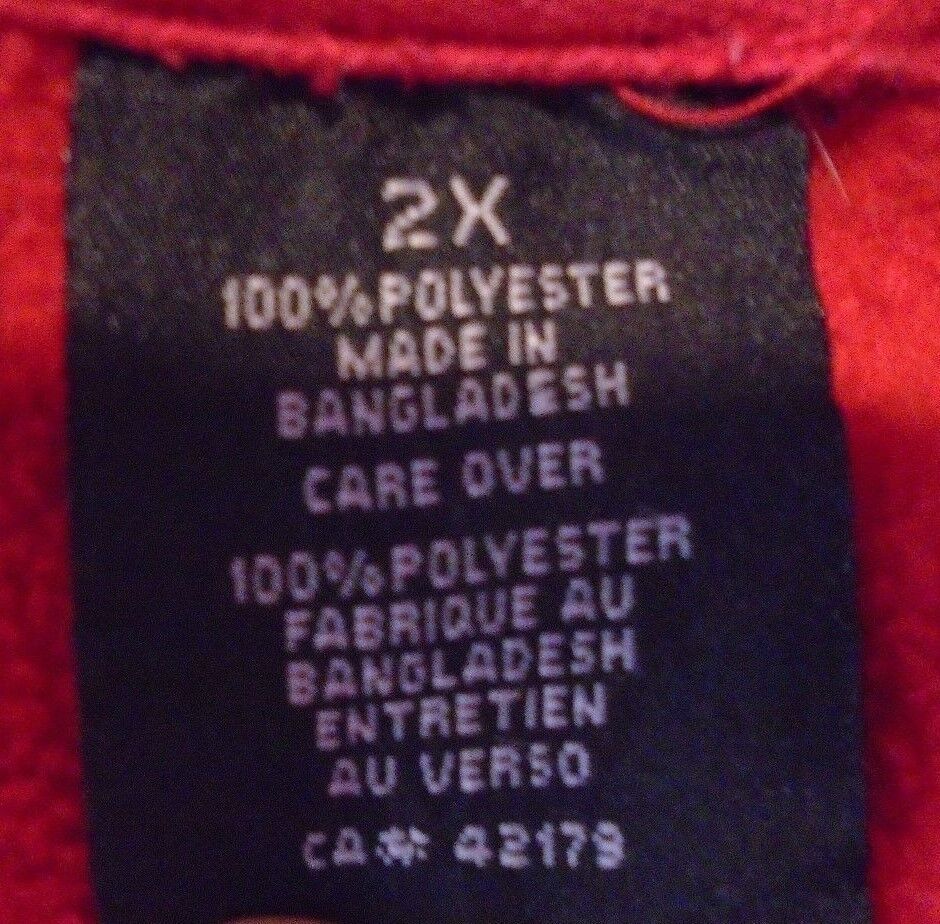 2X
100% POLYESTER
MADE IN
BANGLADESH
CARE OVER
100% POLYESTER
FABRIQUE AU
BANGLADESH
ENTRETIEN
AU VERSO
CA# 42179